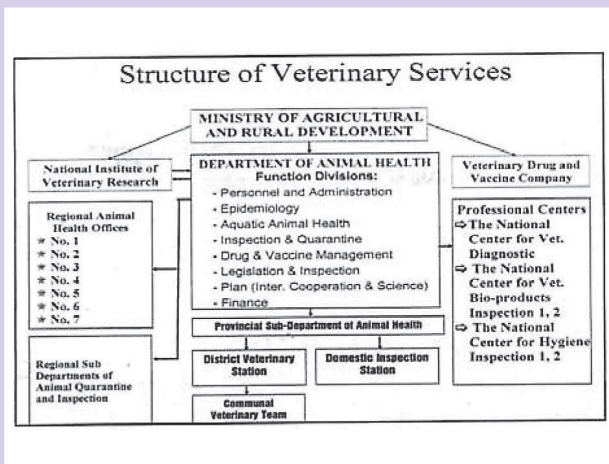 Structure of Veterinary Services
MINISTRY OF AGRICULTURAL
AND RURAL DEVELOPMENT
National Institute of
Veterinary Research
DEPARTMENT OF ANIMAL HEALTH
Function Divisions:
- Personnel and Administration
- Epidemiology
- Aquatic Animal Health
- Inspection & Quarantine
- Drug & Vaccine Management
- Legislation & Inspection
- Plan (Inter. Cooperation & Science)
- Finance
Veterinary Drug and
Vaccine Company
Regional Animal
Health Offices
* No. 1
* No. 2
* No. 3
* No. 4
* No. 5
* No. 6
* No. 7
Professional Centers
⇨The National
Center for Vet.
Diagnostic
⇨ The National
Center for Vet.
Bio-products
Inspection 1, 2
⇨ The National
Center for Hygiene
Inspection 1, 2
Provincial Sub-Department of Animal Health
Regional Sub
Departments of
Animal Quarantine
and Inspection
District Veterinary
Station
Domestic Inspection
Station
Communal
Veterinary Team